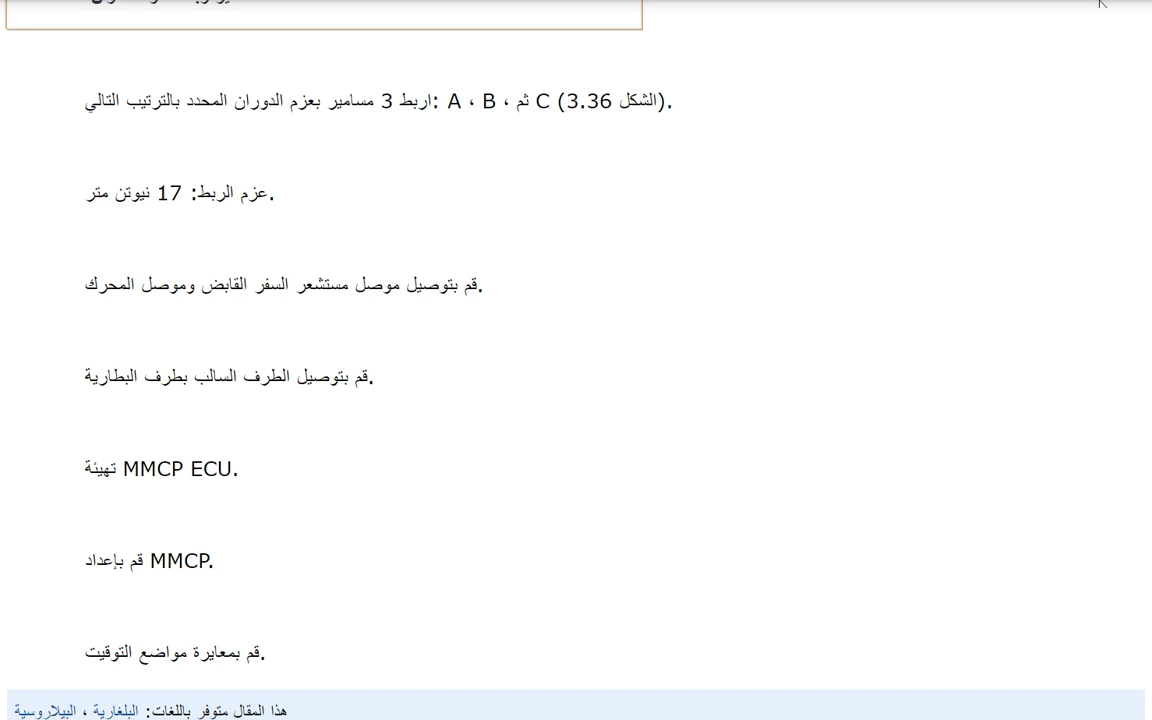 اربط 3 مسامير بعزم الدوران المحدد بالترتيب التالي: A ، B ، ثم C (الشكل 3.36).
عزم الربط: 17 نيوتن متر.
قم بتوصيل موصل مستشعر السفر القابض وموصل المحرك.
قم بتوصيل الطرف السالب بطرف البطارية.
تهيئة MMCP ECU.
قم بإعداد MMCP.
قم بمعايرة مواضع التوقيت.
هذا المقال متوفر باللغات: البلغارية ، البيلاروسية